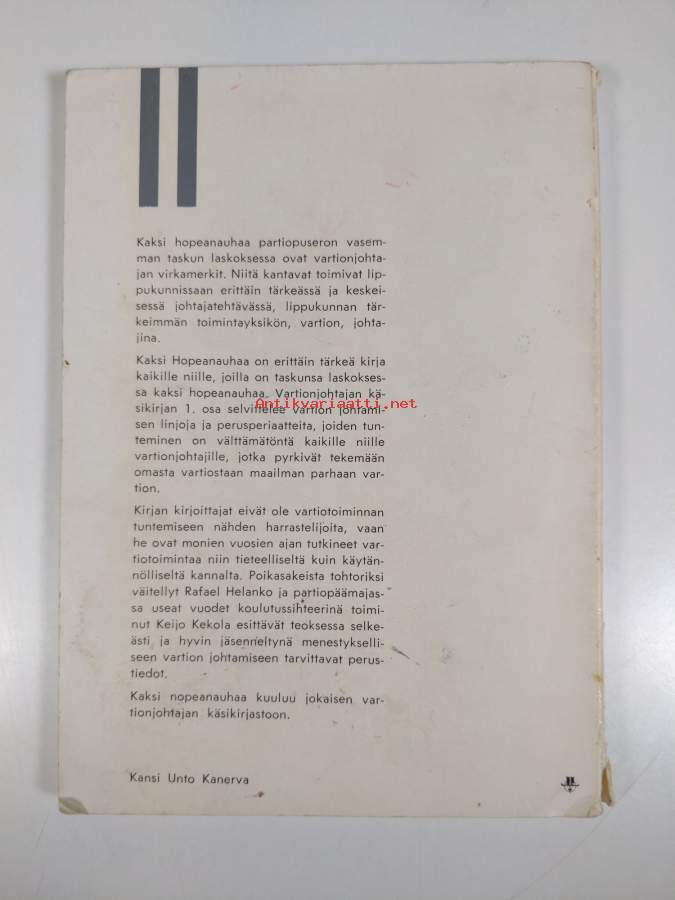 Kaksi hopeanauhaa partiopuseron vasem-
man taskun laskoksessa ovat vartionjohta-
jan virkamerkit. Niitä kantavat toimivat lip-
pukunnissaan erittäin tärkeässä ja keskei-
sessä johtajatehtävässä, lippukunnan tär-
keimmän toimintayksikön, vartion, johta-
jina.
Kaksi Hopeanauhaa on erittäin tärkeä kirja
kaikille niille, joilla on taskunsa laskokses-
sa kaksi hopeanauhaa. Vartionjohtajan kä-
Antikvariaatti.net
sikirjan 1. osa selvittelee vartion johtami-
sen linjoja ja perusperiaatteita, joiden tun-
teminen on välttämätöntä kaikille niille
vartionjohtajille, jotka pyrkivät tekemään
omasta vartiostaan maailman parhaan var-
tion.
Kirjan kirjoittajat eivät ole vartiotoiminnan
tuntemiseen nähden harrastelijoita, vaan
he ovat monien vuosien ajan tutkineet var-
tiotoimintaa niin tieteelliseltä kuin käytän-
nölliseltä kannalta. Poikasakeista tohtoriksi
väitellyt Rafael Helanko ja partiopäämajas-
sa useat vuodet koulutussihteerinä toimi-
nut Keijo Kekola esittävät teoksessa selke-
ästi ja hyvin jäsenneltynä menestykselli-
seen vartion johtamiseen tarvittavat perus-
tiedot.
Kaksi nopeanauhaa kuuluu jokaisen var-
tionjohtajan käsikirjastoon.
Kansi Unto Kanerva